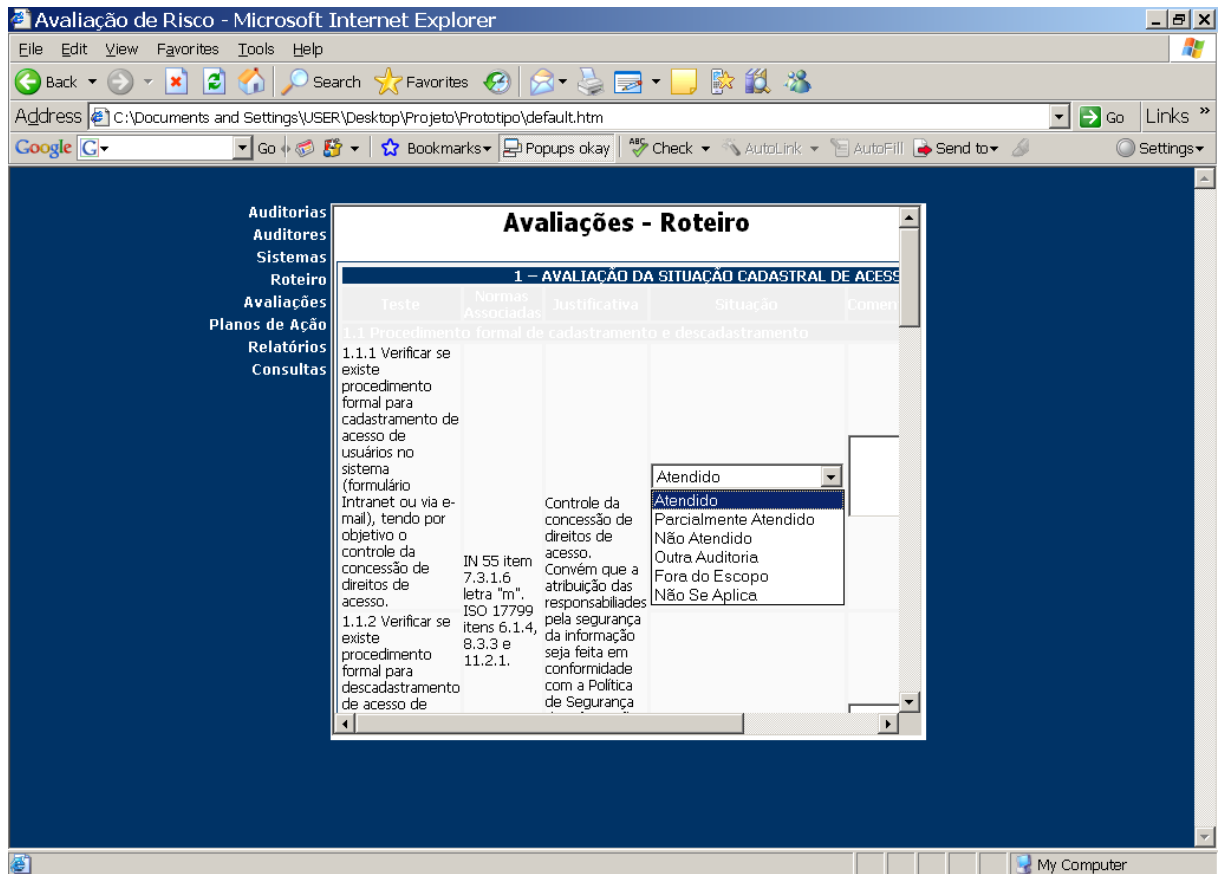 Avaliação de Risco - Microsoft Internet Explorer
File Edit View Favorites Tools Help
Back Search Favorites
Address C:\Documents and Settings\USER\Desktop\Projeto\Prototipo\default.htm Go Links »
Google G Go Bookmarks Popups okay ABC Check AutoLink AutoFill Send to Settings
Auditorias
Auditores
Sistemas
Roteiro
Avaliações
Planos de Ação
Relatórios
Consultas
Avaliações - Roteiro
1 – AVALIAÇÃO DA SITUAÇÃO CADASTRAL DE ACESS
Teste
Normas
Associadas
Justificativa
Situação
Comen
1.1 Procedimento formal de cadastramento e descadastramento
1.1.1 Verificar se
existe
procedimento
formal para
cadastramento de
acesso de
usuários no
sistema
(formulário
Intranet ou via e-
mail), tendo por
objetivo o
controle da
concessão de
direitos de
acesso.
1.1.2 Verificar se
existe
procedimento
formal para
descadastramento
de acesso de
IN 55 item
7.3.1.6
letra "m".
ISO 17799
itens 6.1.4,
8.3.3 e
11.2.1.
Controle da
concessão de
direitos de
acesso.
Convém que a
atribuição das
responsabiliades
pela segurança
da informação
seja feita em
conformidade
com a Política
de Segurança
Atendido
Atendido
Parcialmente Atendido
Não Atendido
Outra Auditoria
Fora do Escopo
Não Se Aplica
My Computer